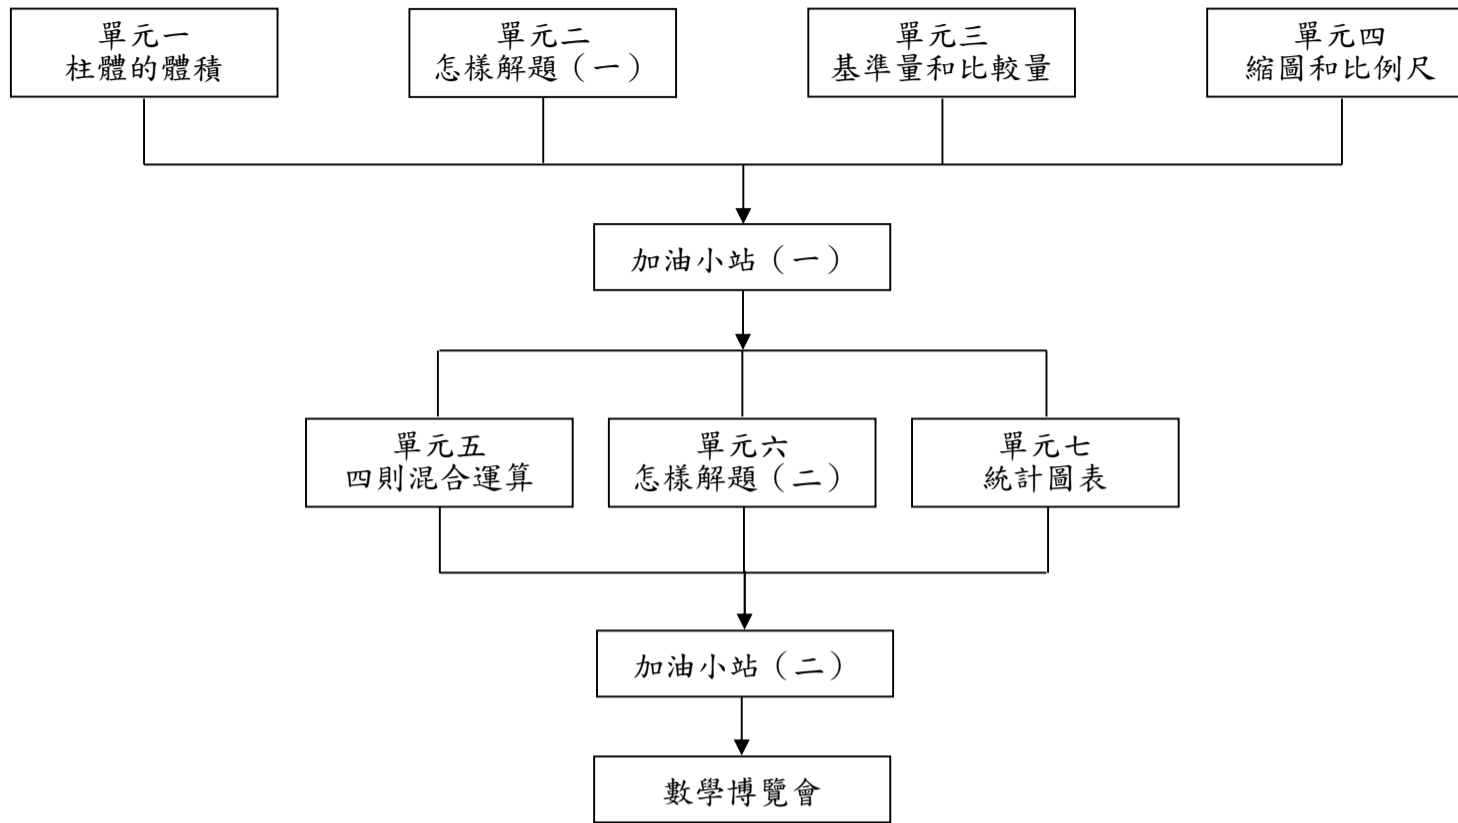 單元一
柱體的體積
單元二
怎樣解題（一）
單元三
基準量和比較量
單元四
縮圖和比例尺
加油小站（一）
單元五
四則混合運算
單元六
怎樣解題（二）
單元七
統計圖表
加油小站（二）
數學博覽會